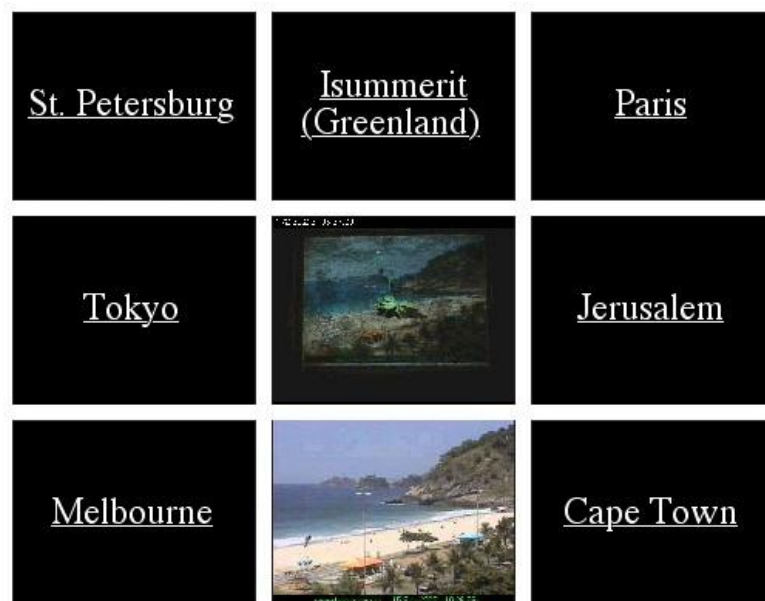 St. Petersburg
Isummerit
(Greenland)
Paris
Tokyo
Jerusalem
Melbourne
Cape Town